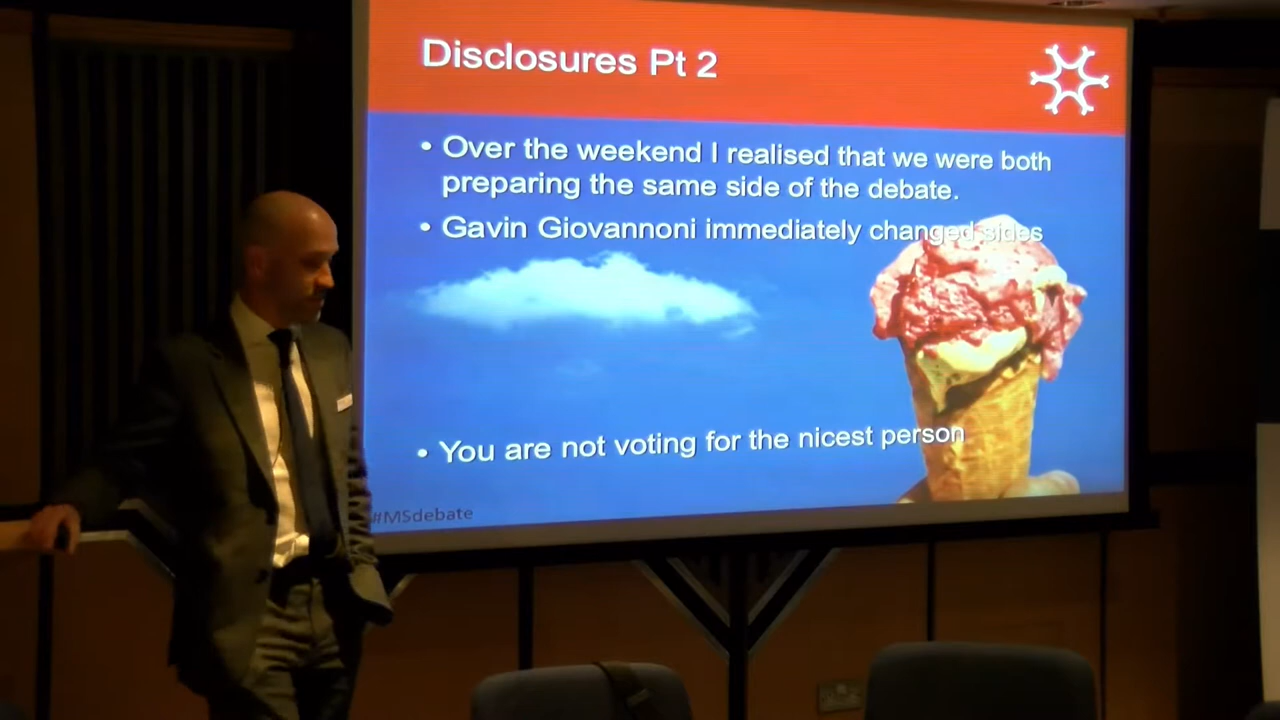 Disclosures Pt 2
• Over the weekend I realised that we were both
preparing the same side of the debate.
• Gavin Giovannoni immediately changed sides
• You are not voting for the nicest person
#MSdebate